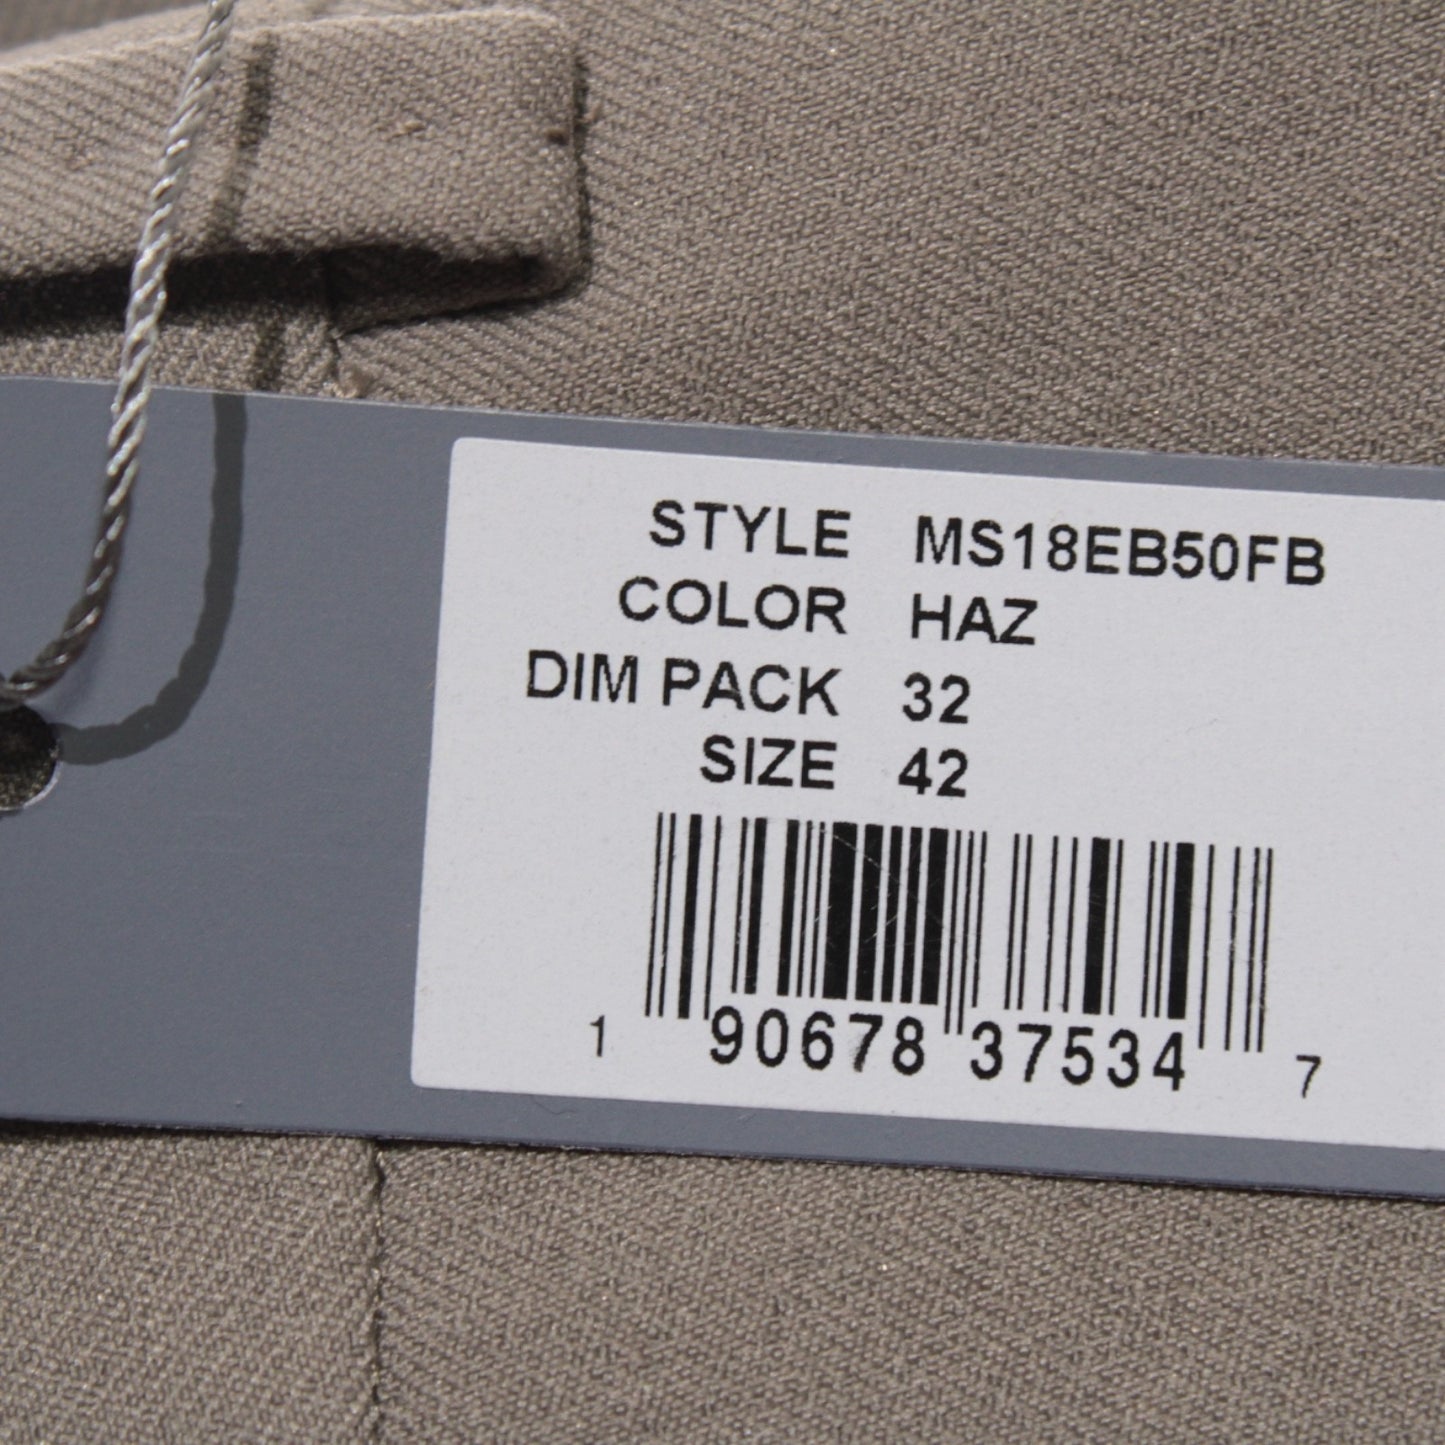 STYLE MS18EB50FB
COLOR HAZ
DIM PACK 32
SIZE 42
1 90678 37534 7